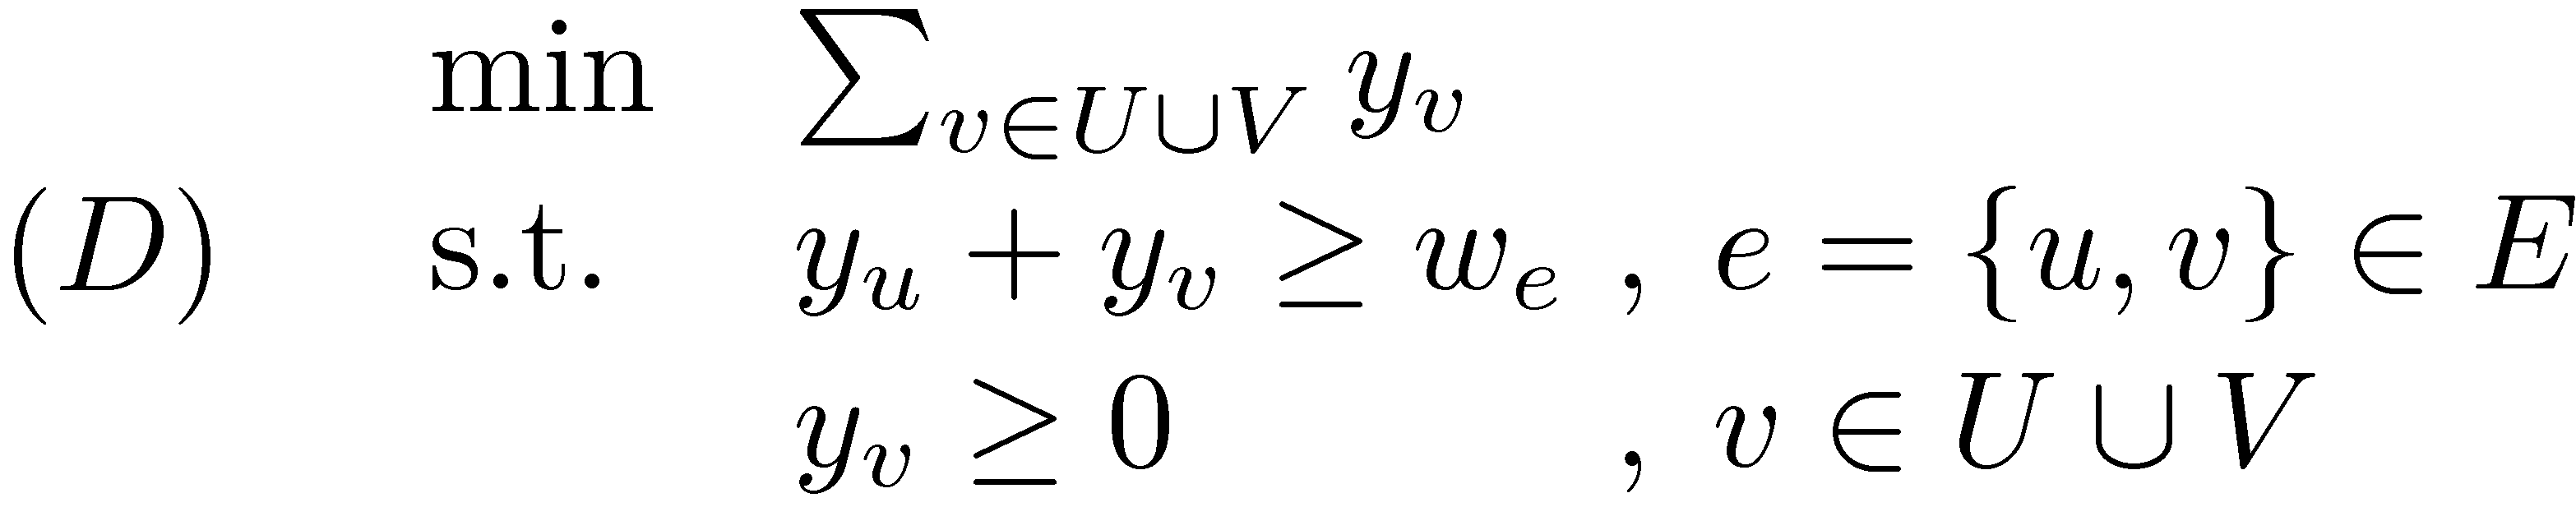 min ∑_{v∈U∪V} y_v
(D) s.t. y_u + y_v ≥ w_e , e = {u, v} ∈ E
y_v ≥ 0 , v ∈ U ∪ V